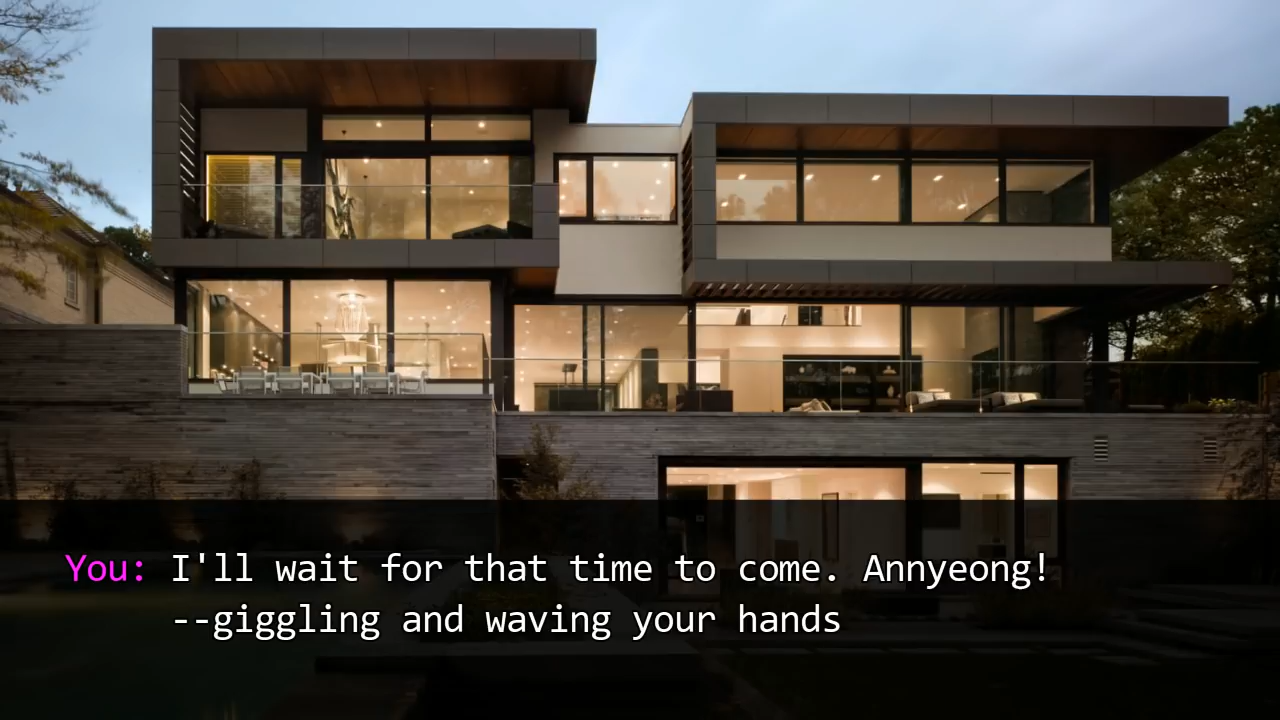 You: I'll wait for that time to come. Annyeong!
--giggling and waving your hands